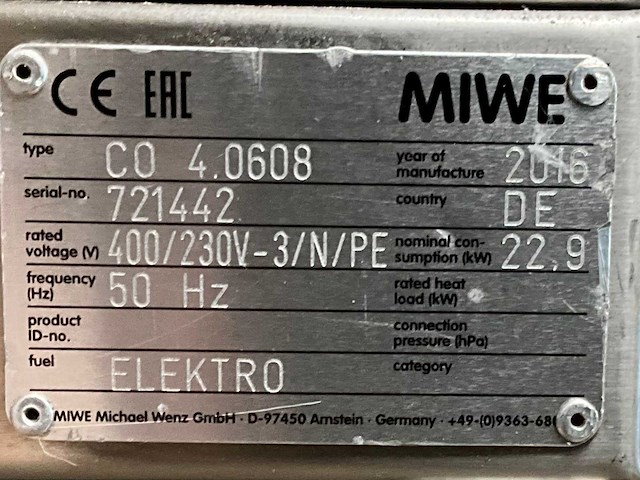 CE EAC MIWE
type CO 4.0608 year of manufacture 2016
serial-no. 721442 country DE
rated voltage (V) 400/230V-3/N/PE nominal con-sumption (kW) 22,9
frequency (Hz) 50 Hz rated heat load (kW)
product ID-no. connection pressure (hPa)
fuel ELEKTRO category
MIWE Michael Wenz GmbH · D-97450 Arnstein · Germany · +49-(0)9363-68